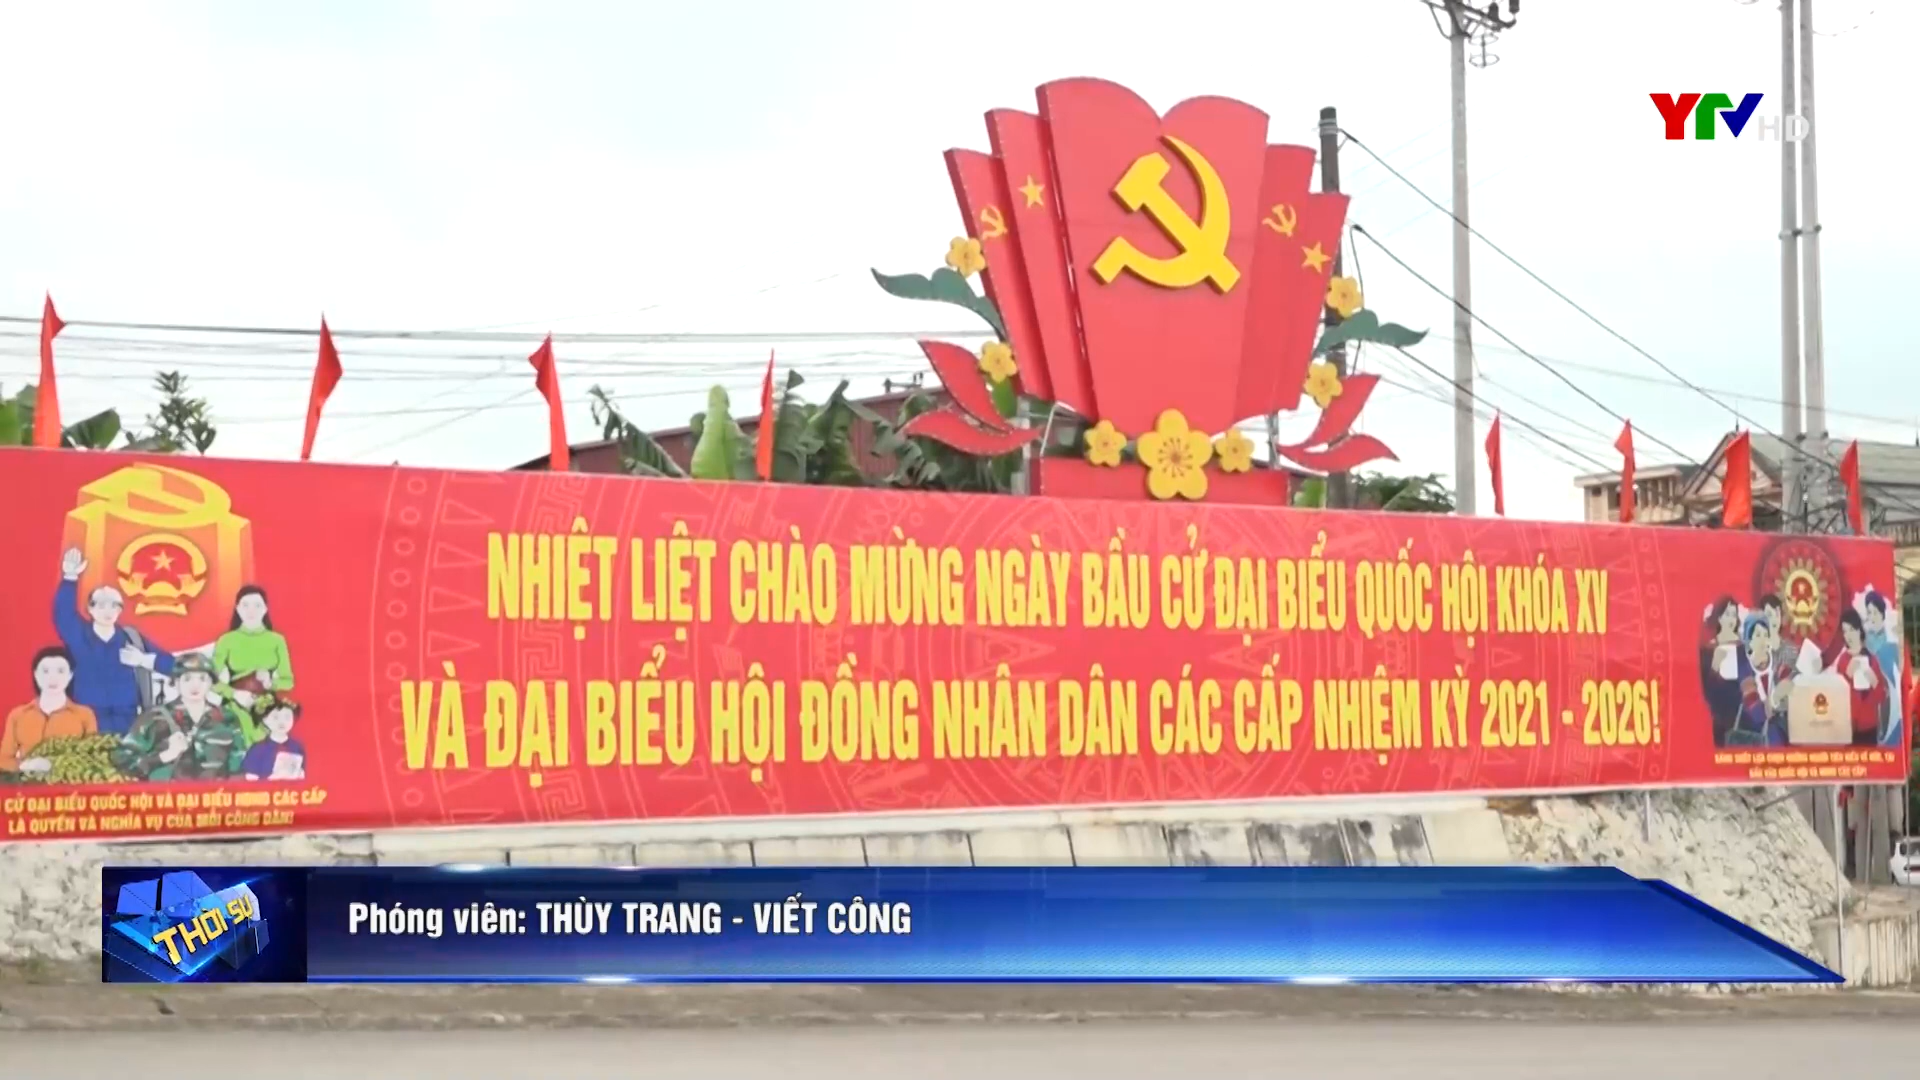 YTV HD
NHIỆT LIỆT CHÀO MỪNG NGÀY BẦU CỬ ĐẠI BIỂU QUỐC HỘI KHÓA XV
VÀ ĐẠI BIỂU HỘI ĐỒNG NHÂN DÂN CÁC CẤP NHIỆM KỲ 2021 - 2026!
CỬ ĐẠI BIỂU QUỐC HỘI VÀ ĐẠI BIỂU HĐND CÁC CẤP
LÀ QUYỀN VÀ NGHĨA VỤ CỦA MỖI CÔNG DÂN!
THỜI SỰ
Phóng viên: THÙY TRANG - VIẾT CÔNG